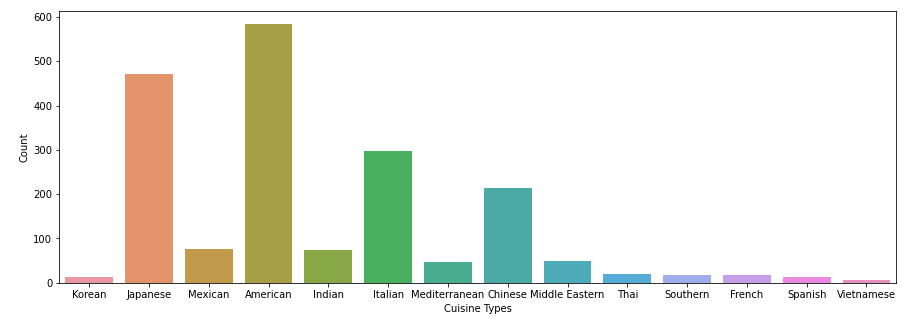 600
500
400
300
200
100
0
Count
Korean Japanese Mexican American Indian Italian Mediterranean Chinese Middle Eastern Thai Southern French Spanish Vietnamese
Cuisine Types